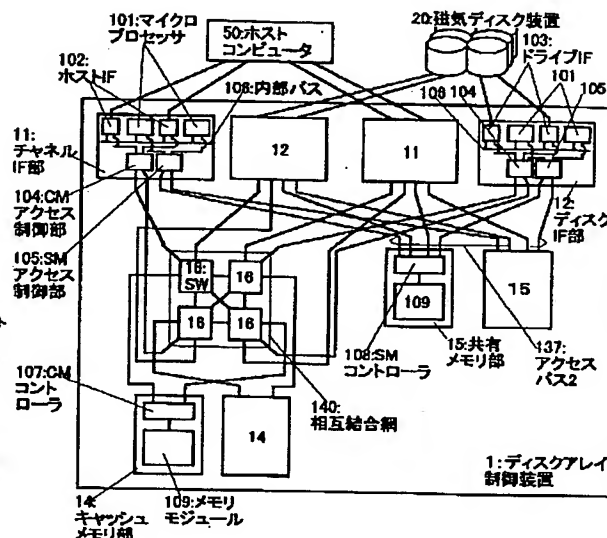 101:マイクロ
プロセッサ
50:ホスト
コンピュータ
20:磁気ディスク装置
103:
ドライブIF
102:
ホストIF
106:内部バス
101
105
104
106
11:
チャネル
IF部
12
11
12:
ディスク
IF部
104:CM
アクセス
制御部
105:SM
アクセス
制御部
16:
SW
16
16
16
109
15
108:SM
コントローラ
15:共有
メモリ部
137:アクセス
パス2
107:CM
コント
ローラ
140:
相互結合網
14
14:
キャッシュ
メモリ部
109:メモリ
モジュール
1:ディスクアレイ
制御装置